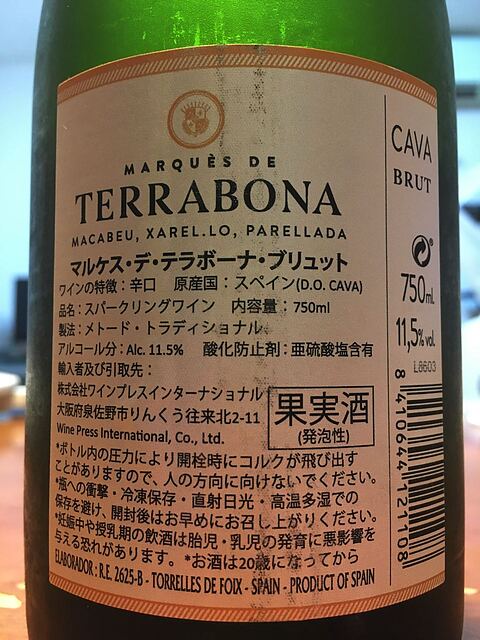 MARQUÈS DE
TERRABONA
MACABEU, XAREL.LO, PARELLADA
マルケス・デ・テラボーナ・ブリュット
ワインの特徴：辛口　原産国：スペイン(D.O. CAVA)
品名：スパークリングワイン　内容量：750ml
製法：メトード・トラディショナル
アルコール分：Alc. 11.5%　酸化防止剤：亜硫酸塩含有
輸入者及び引取先：
株式会社ワインプレスインターナショナル
大阪府泉佐野市りんくう往来北2-11
Wine Press International, Co., Ltd.
果実酒
(発泡性)
*ボトル内の圧力により開栓時にコルクが飛び出す
ことがありますので、人の方向に向けないでください。
*瓶への衝撃・冷凍保存・直射日光・高温多湿での
保存を避け、開封後はお早めにお召し上がりください。
*妊娠中や授乳期の飲酒は胎児・乳児の発育に悪影響を
与える恐れがあります。*お酒は20歳になってから
ELABORADOR : R.E. 2625-B - TORRELLES DE FOIX - SPAIN - PRODUCT OF SPAIN
CAVA
BRUT
750ml
11,5% vol.
L8603
8 410644 121108